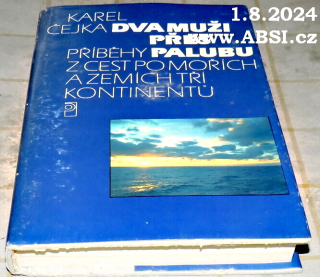 1.8.2024
www.ABSI.cz
KAREL
ČEJKA DVA MUŽI
PŘES
PŘÍBĚHY PALUBU
Z CEST PO MOŘÍCH
A ZEMÍCH TŘÍ
KONTINENTŮ